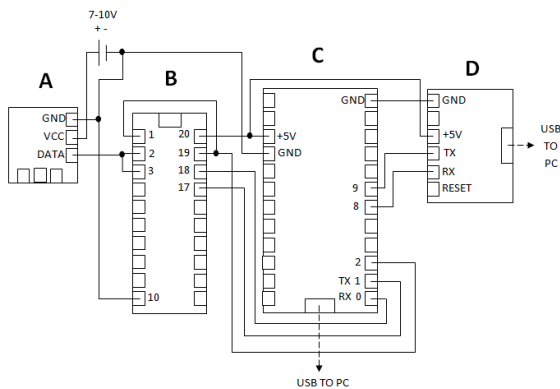 7-10V
+ -
A
B
C
D
GND
VCC
DATA
1
2
3
10
20
19
18
17
+5V
GND
GND
9
8
2
TX 1
RX 0
GND
+5V
TX
RX
RESET
USB
TO
PC
USB TO PC